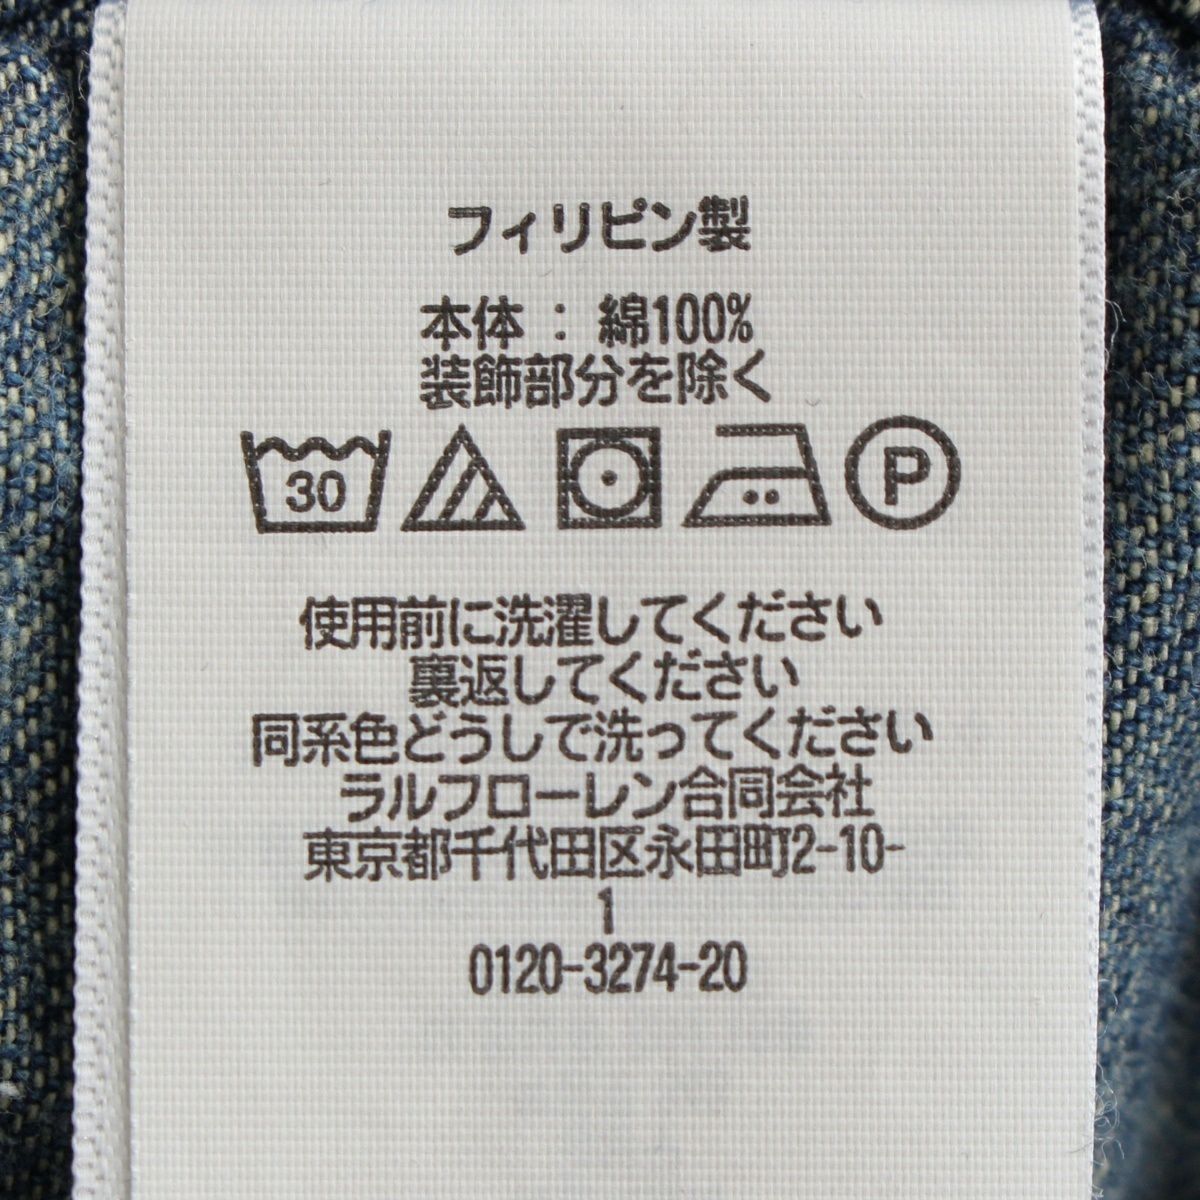 フィリピン製
本体 : 綿100%
装飾部分を除く
30 P
使用前に洗濯してください
裏返してください
同系色どうしで洗ってください
ラルフローレン合同会社
東京都千代田区永田町2-10-
1
0120-3274-20